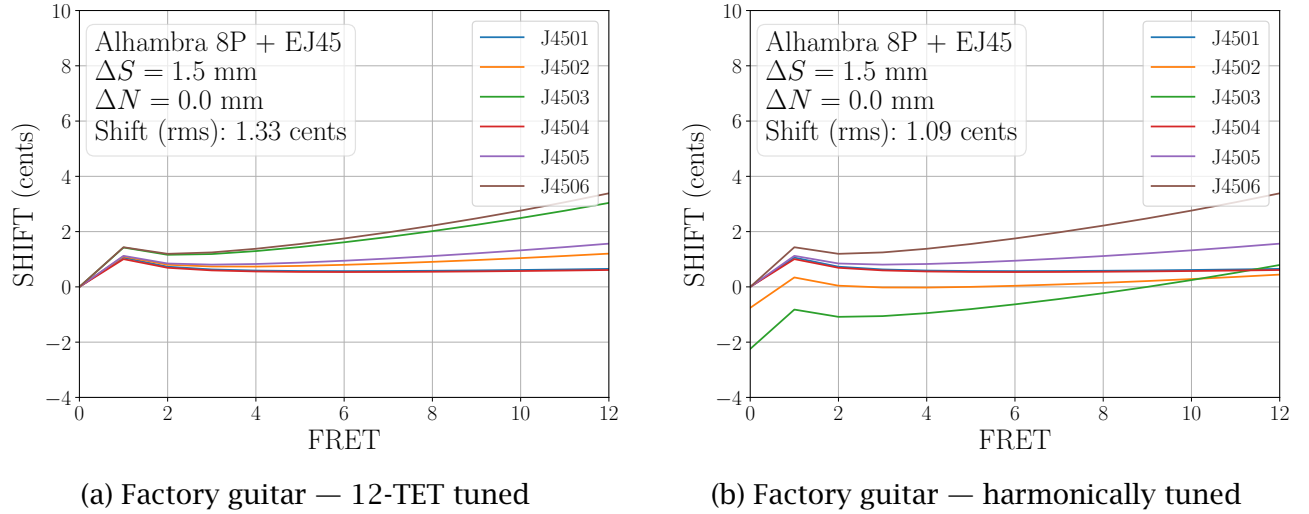 10
8
6
4
2
0
−2
−4
SHIFT (cents)
Alhambra 8P + EJ45
ΔS = 1.5 mm
ΔN = 0.0 mm
Shift (rms): 1.33 cents
J4501
J4502
J4503
J4504
J4505
J4506
0 2 4 6 8 10 12
FRET
(a) Factory guitar — 12-TET tuned
10
8
6
4
2
0
−2
−4
SHIFT (cents)
Alhambra 8P + EJ45
ΔS = 1.5 mm
ΔN = 0.0 mm
Shift (rms): 1.09 cents
J4501
J4502
J4503
J4504
J4505
J4506
0 2 4 6 8 10 12
FRET
(b) Factory guitar — harmonically tuned